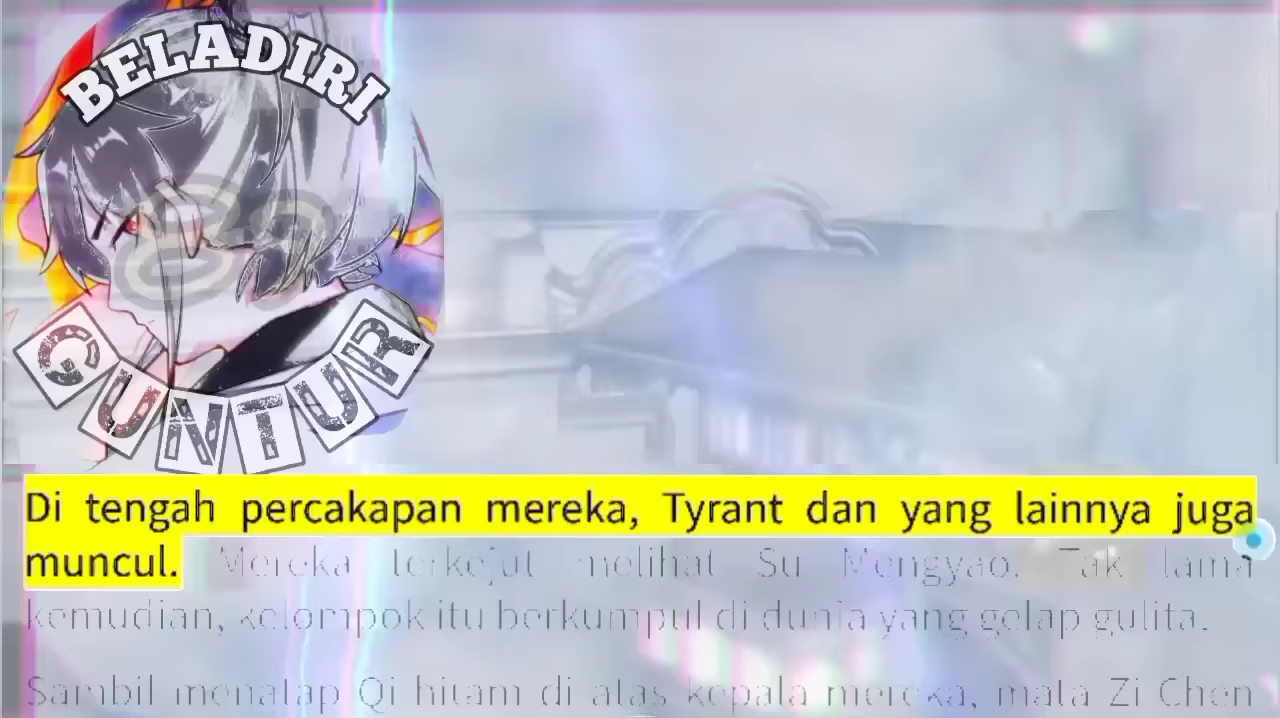 BELADIRI
GUNTUR
Di tengah percakapan mereka, Tyrant dan yang lainnya juga
muncul. Mereka terkejut melihat Su Mengyao. Tak lama
kemudian, kelompok itu berkumpul di dunia yang gelap gulita.
Sambil menatap Qi hitam di atas kepala mereka, mata Zi Chen